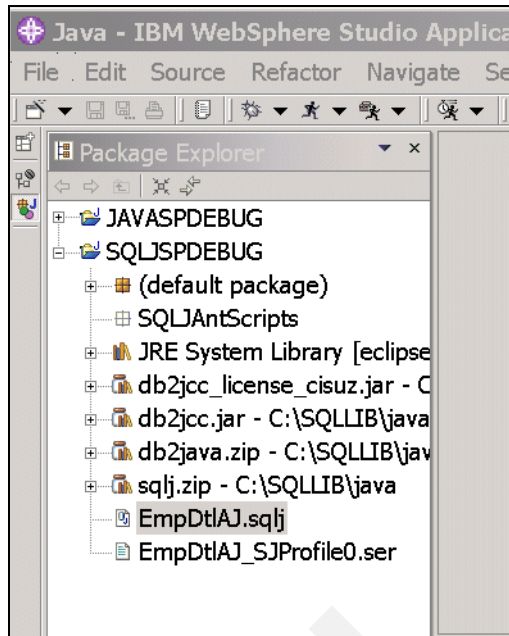 Java - IBM WebSphere Studio Applica
File Edit Source Refactor Navigate Se
Package Explorer
JAVASPDEBUG
SQLJSPDEBUG
(default package)
SQLJAntScripts
JRE System Library [eclipse
db2jcc_license_cisuz.jar - C
db2jcc.jar - C:\SQLLIB\java
db2java.zip - C:\SQLLIB\jav
sqlj.zip - C:\SQLLIB\java
EmpDtlAJ.sqlj
EmpDtlAJ_SJProfile0.ser